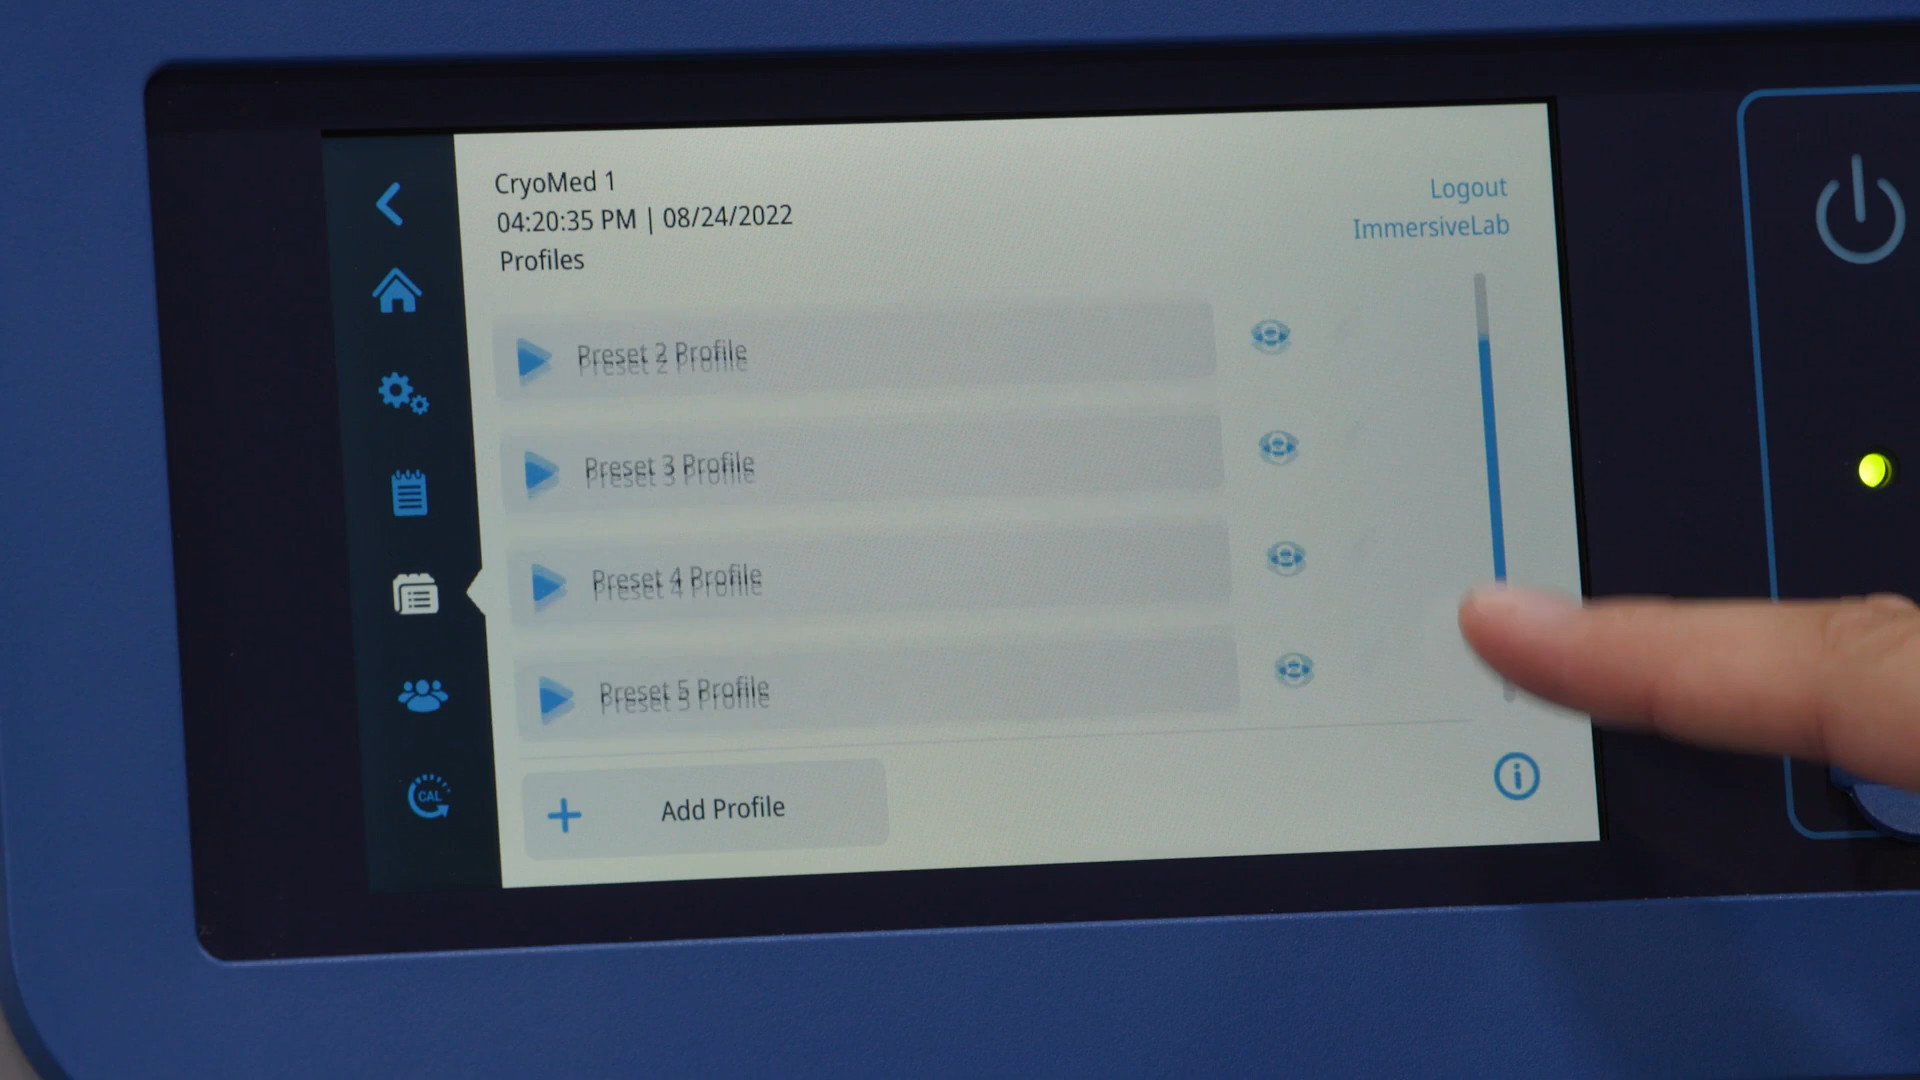 CryoMed 1
04:20:35 PM | 08/24/2022
Profiles
Logout
ImmersiveLab
Preset 2 Profile
Preset 3 Profile
Preset 4 Profile
Preset 5 Profile
CAL
+ Add Profile
i